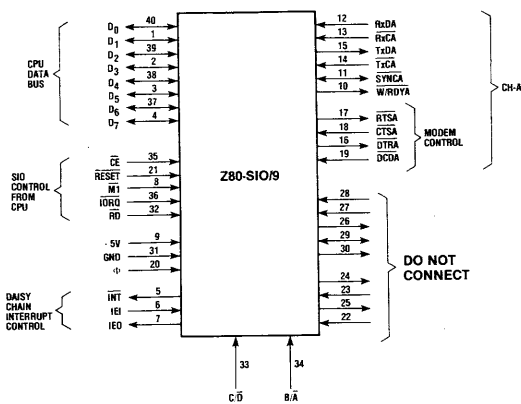 CPU DATA BUS
D0 40
D1 1
D2 39
D3 2
D4 38
D5 3
D6 37
D7 4
SIO CONTROL FROM CPU
CE 35
RESET 21
M1 8
IORQ 36
RD 32
5V 9
GND 31
Φ 20
DAISY CHAIN INTERRUPT CONTROL
INT 5
IEI 6
IEO 7
Z80-SIO/9
12 RxDA
13 RxCA
15 TxDA
14 TxCA
11 SYNCA
10 W/RDYA
17 RTSA
18 CTSA
16 DTRA
19 DCDA
MODEM CONTROL
CH-A
28
27
26
29
30
24
23
25
22
DO NOT CONNECT
33
34
C/D
B/A